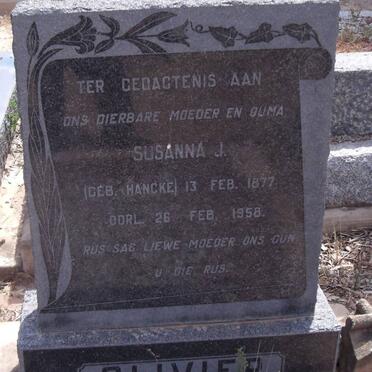 TER GEDAGTENIS AAN
ONS DIERBARE MOEDER EN OUMA
SUSANNA J.
(GEB. HANCKE) 13 FEB. 1877
OORL. 26 FEB. 1958.
RUS SAG LIEWE MOEDER ONS GUN
U DIE RUS.
OLIVIER